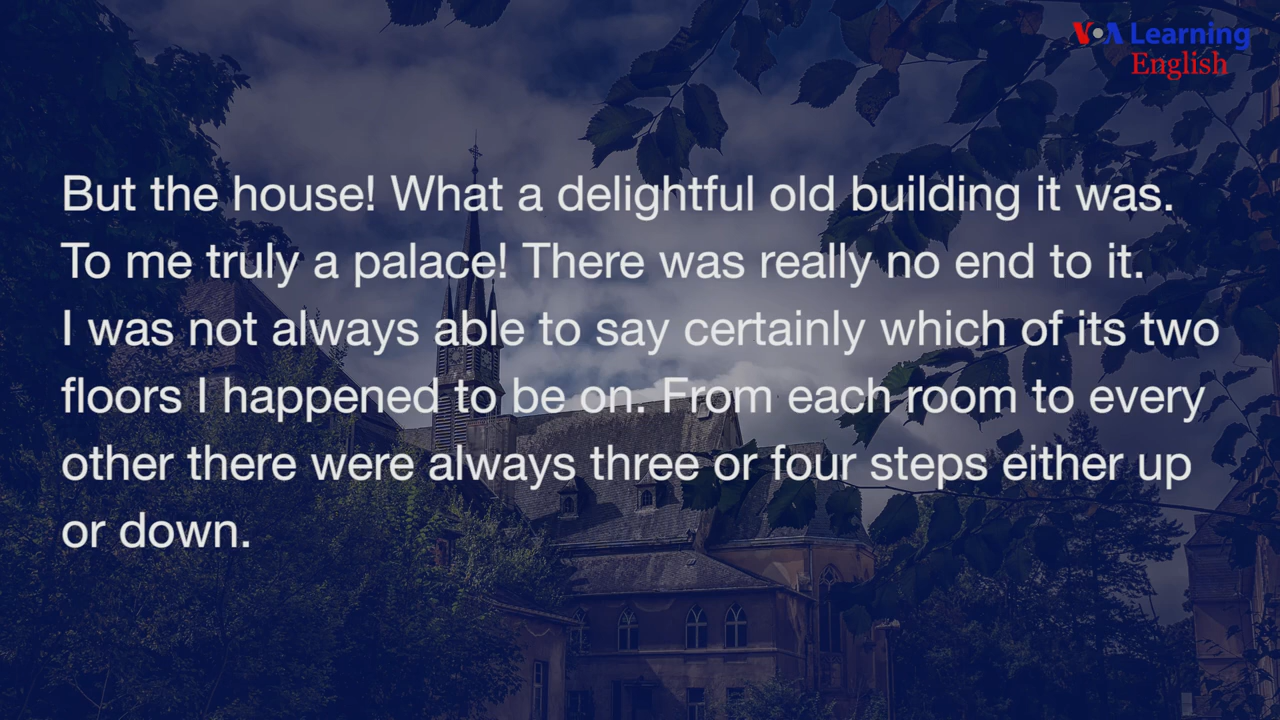 VOA Learning
English
But the house! What a delightful old building it was.
To me truly a palace! There was really no end to it.
I was not always able to say certainly which of its two
floors I happened to be on. From each room to every
other there were always three or four steps either up
or down.